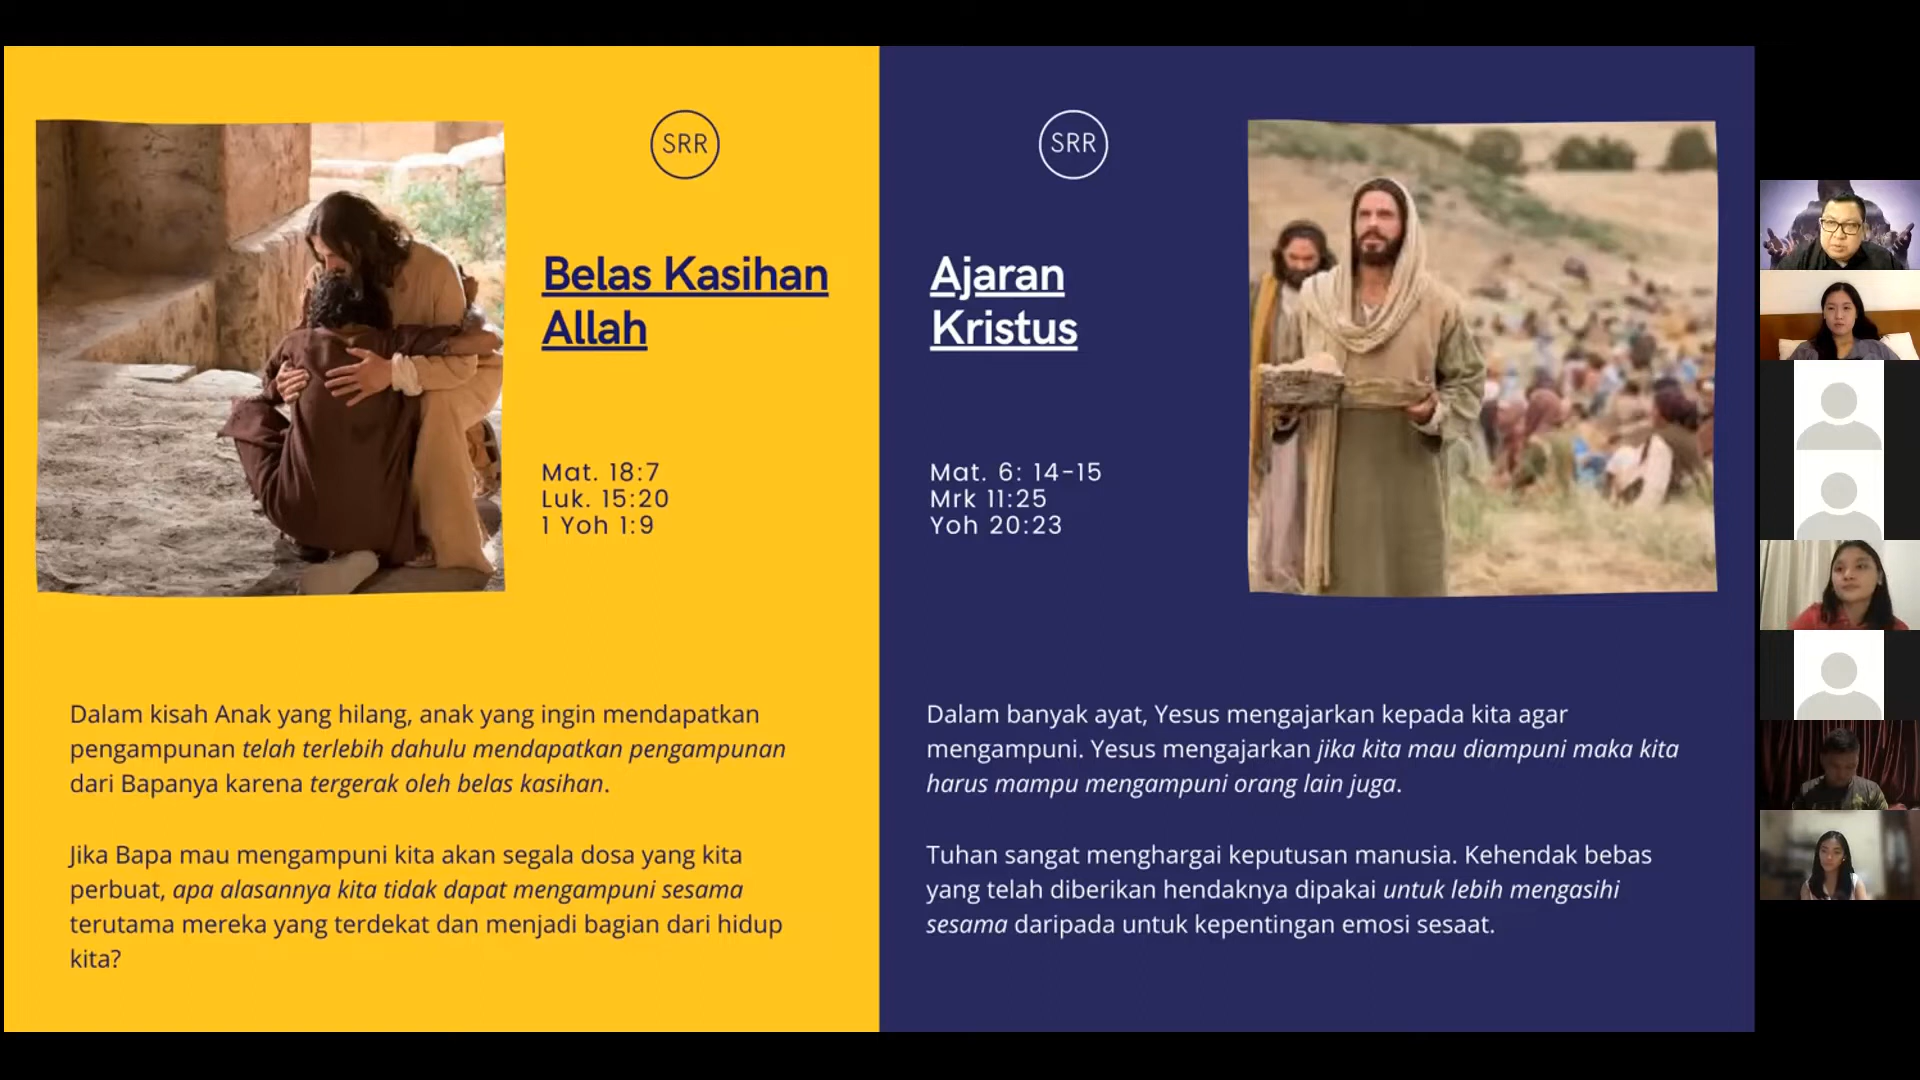 SRR
Belas Kasihan
Allah
Mat. 18:7
Luk. 15:20
1 Yoh 1:9
Dalam kisah Anak yang hilang, anak yang ingin mendapatkan
pengampunan telah terlebih dahulu mendapatkan pengampunan
dari Bapanya karena tergerak oleh belas kasihan.
Jika Bapa mau mengampuni kita akan segala dosa yang kita
perbuat, apa alasannya kita tidak dapat mengampuni sesama
terutama mereka yang terdekat dan menjadi bagian dari hidup
kita?
SRR
Ajaran
Kristus
Mat. 6: 14-15
Mrk 11:25
Yoh 20:23
Dalam banyak ayat, Yesus mengajarkan kepada kita agar
mengampuni. Yesus mengajarkan jika kita mau diampuni maka kita
harus mampu mengampuni orang lain juga.
Tuhan sangat menghargai keputusan manusia. Kehendak bebas
yang telah diberikan hendaknya dipakai untuk lebih mengasihi
sesama daripada untuk kepentingan emosi sesaat.